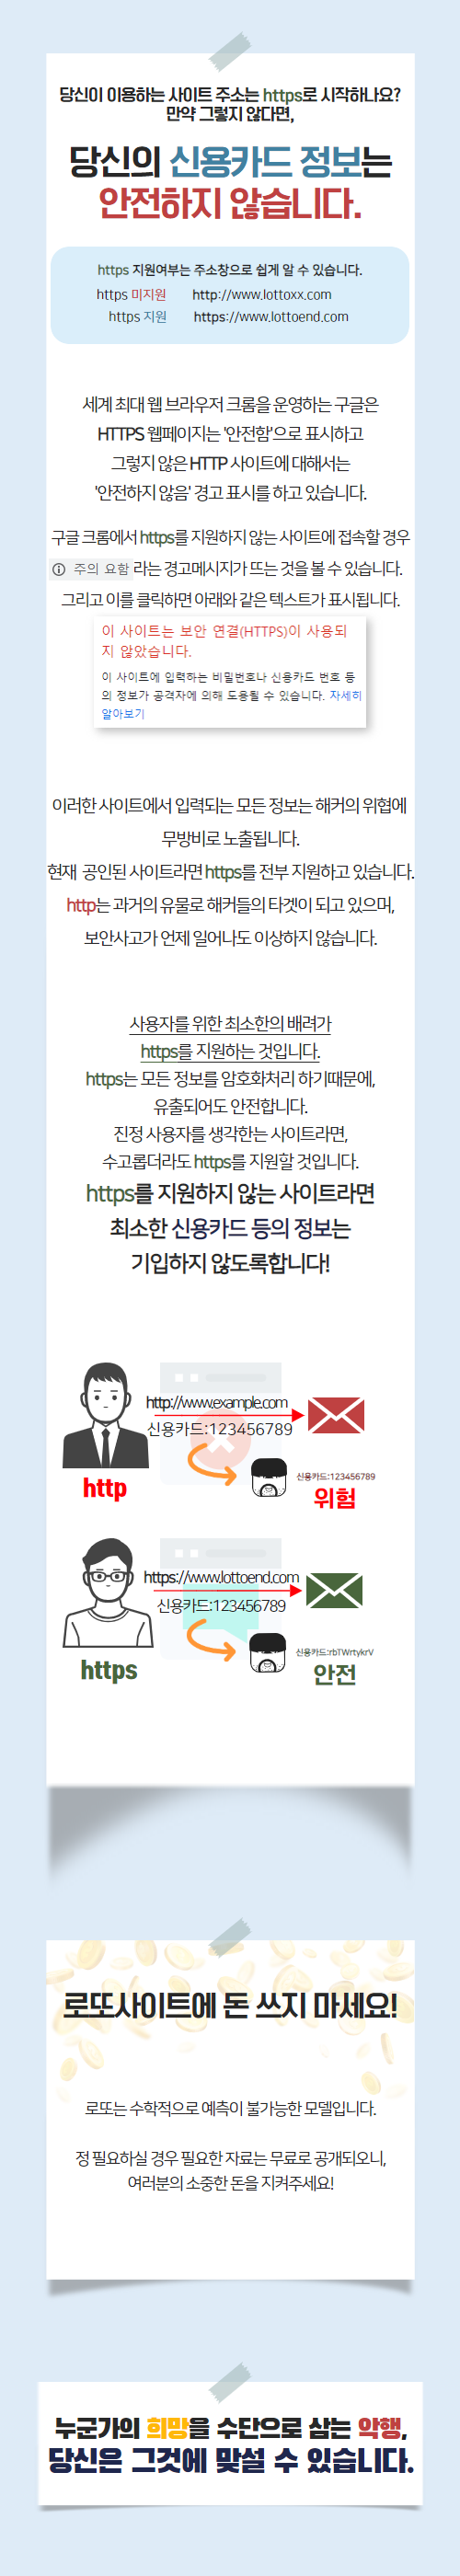 당신이 이용하는 사이트 주소는 https로 시작하나요?
만약 그렇지 않다면,
당신의 신용카드 정보는
안전하지 않습니다.
https 지원여부는 주소창으로 쉽게 알 수 있습니다.
https 미지원 http://www.lottoxx.com
https 지원 https://www.lottoend.com
세계 최대 웹 브라우저 크롬을 운영하는 구글은
HTTPS 웹페이지는 '안전함'으로 표시하고
그렇지 않은 HTTP 사이트에 대해서는
'안전하지 않음' 경고 표시를 하고 있습니다.
구글 크롬에서 https를 지원하지 않는 사이트에 접속할 경우
주의 요함 라는 경고메시지가 뜨는 것을 볼 수 있습니다.
그리고 이를 클릭하면 아래와 같은 텍스트가 표시됩니다.
이 사이트는 보안 연결(HTTPS)이 사용되
지 않았습니다.
이 사이트에 입력하는 비밀번호나 신용카드 번호 등
의 정보가 공격자에 의해 도용될 수 있습니다. 자세히
알아보기
이러한 사이트에서 입력되는 모든 정보는 해커의 위협에
무방비로 노출됩니다.
현재 공인된 사이트라면 https를 전부 지원하고 있습니다.
http는 과거의 유물로 해커들의 타겟이 되고 있으며,
보안사고가 언제 일어나도 이상하지 않습니다.
사용자를 위한 최소한의 배려가
https를 지원하는 것입니다.
https는 모든 정보를 암호화처리 하기때문에,
유출되어도 안전합니다.
진정 사용자를 생각한는 사이트라면,
수고롭더라도 https를 지원할 것입니다.
https를 지원하지 않는 사이트라면
최소한 신용카드 등의 정보는
기입하지 않도록합니다!
http://www.example.com
신용카드:123456789
신용카드:123456789
http
위험
https://www.lottoend.com
신용카드:123456789
신용카드:rbTWrtykrV
https
안전
로또사이트에 돈 쓰지 마세요!
로또는 수학적으로 예측이 불가능한 모델입니다.
정 필요하실 경우 필요한 자료는 무료로 공개되오니,
여러분의 소중한 돈을 지켜주세요!
누군가의 희망을 수단으로 삼는 악행,
당신은 그것에 맞설 수 있습니다.